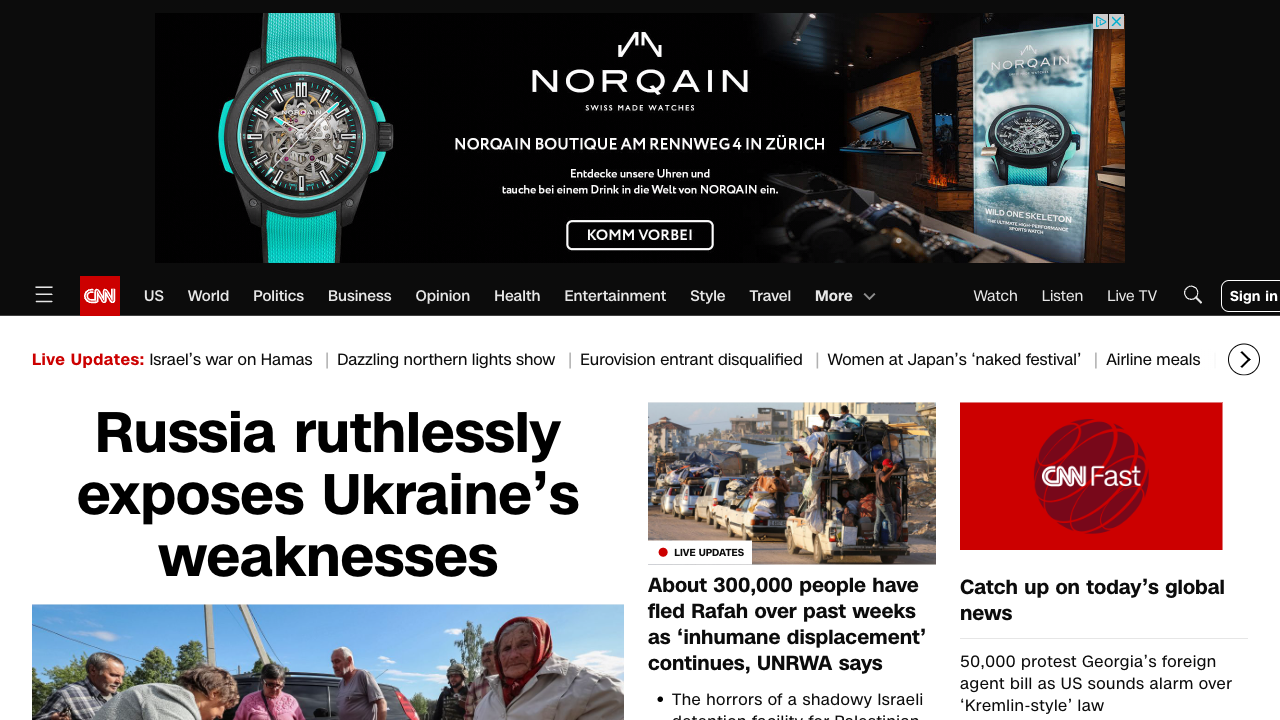 NORQAIN
SWISS MADE WATCHES
NORQAIN BOUTIQUE AM RENNWEG 4 IN ZÜRICH
Entdecke unsere Uhren und
tauche bei einem Drink in die Welt von NORQAIN ein.
KOMM VORBEI
NORQAIN
NORQAIN
WILD ONE SKELETON
THE ULTIMATE HIGH-PERFORMANCE
SPORTS WATCH
CNN US World Politics Business Opinion Health Entertainment Style Travel More Watch Listen Live TV Sign in
Live Updates: Israel’s war on Hamas | Dazzling northern lights show | Eurovision entrant disqualified | Women at Japan’s ‘naked festival’ | Airline meals
Russia ruthlessly
exposes Ukraine’s
weaknesses
LIVE UPDATES
About 300,000 people have
fled Rafah over past weeks
as ‘inhumane displacement’
continues, UNRWA says
• The horrors of a shadowy Israeli
detention facility for Palestinian
CNN Fast
Catch up on today’s global
news
50,000 protest Georgia’s foreign
agent bill as US sounds alarm over
‘Kremlin-style’ law